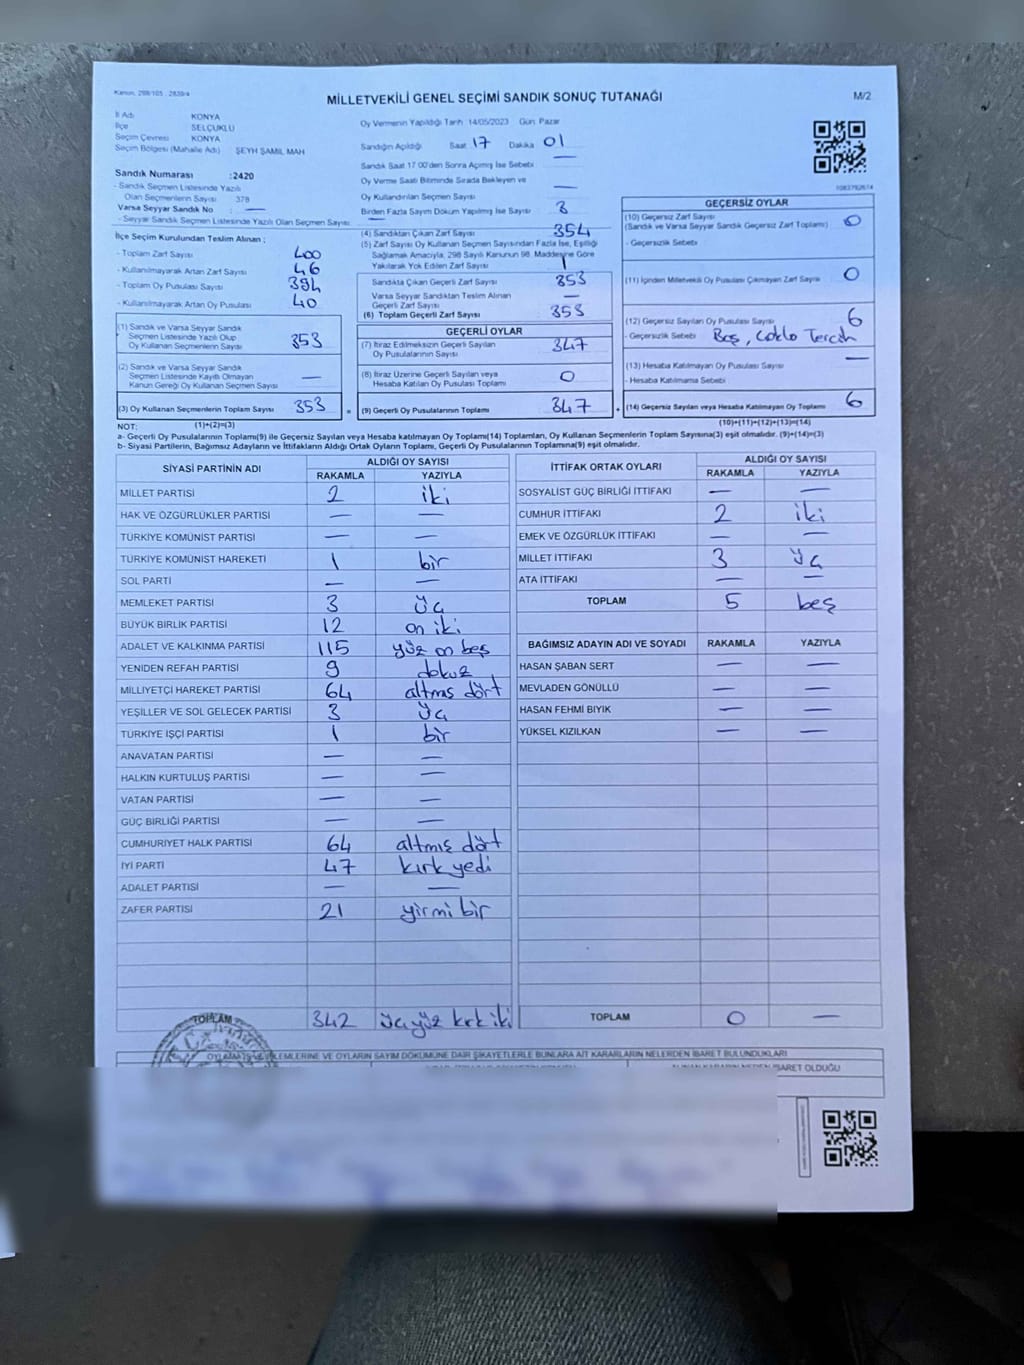 Kanun, 298/105 , 2839/4
MİLLETVEKİLİ GENEL SEÇİMİ SANDIK SONUÇ TUTANAĞI
M/2
İl Adı KONYA
İlçe SELÇUKLU
Seçim Çevresi KONYA
Seçim Bölgesi (Mahalle Adı) : ŞEYH ŞAMİL MAH
Sandık Numarası :2420
- Sandık Seçmen Listesinde Yazılı
Olan Seçmenlerin Sayısı 378
Varsa Seyyar Sandık No : —
- Seyyar Sandık Seçmen Listesinde Yazılı Olan Seçmen Sayısı
İlçe Seçim Kurulundan Teslim Alınan ;
- Toplam Zarf Sayısı 400
- Kullanılmayarak Artan Zarf Sayısı 46
- Toplam Oy Pusulası Sayısı 394
- Kullanılmayarak Artan Oy Pusulası 40
(1) Sandık ve Varsa Seyyar Sandık
Seçmen Listesinde Yazılı Olup
Oy Kullanan Seçmenlerin Sayısı 353
(2) Sandık ve Varsa Seyyar Sandık
Seçmen Listesinde Kayıtlı Olmayan
Kanun Gereği Oy Kullanan Seçmen Sayısı —
(3) Oy Kullanan Seçmenlerin Toplam Sayısı 353 =
(1)+(2)=(3)
Oy Vermenin Yapıldığı Tarih: 14/05/2023 Gün: Pazar
Sandığın Açıldığı Saat 17 Dakika 01
Sandık Saat 17:00'den Sonra Açılmış İse Sebebi —
Oy Verme Saati Bitiminde Sırada Bekleyen ve
Oy Kullandırılan Seçmen Sayısı —
Birden Fazla Sayım Döküm Yapılmış İse Sayısı 3
(4) Sandıktan Çıkan Zarf Sayısı 354
(5) Zarf Sayısı Oy Kullanan Seçmen Sayısından Fazla İse, Eşitliği
Sağlamak Amacıyla, 298 Sayılı Kanunun 98. Maddesine Göre
Yakılarak Yok Edilen Zarf Sayısı 1
Sandıkta Çıkan Geçerli Zarf Sayısı 353
Varsa Seyyar Sandıktan Teslim Alınan
Geçerli Zarf Sayısı —
(6) Toplam Geçerli Zarf Sayısı 353
GEÇERLİ OYLAR
(7) İtiraz Edilmeksizin Geçerli Sayılan
Oy Pusulalarının Sayısı 347
(8) İtiraz Üzerine Geçerli Sayılan veya
Hesaba Katılan Oy Pusulası Toplamı 0
(9) Geçerli Oy Pusulalarının Toplamı 347 +
1083782674
GEÇERSİZ OYLAR
(10) Geçersiz Zarf Sayısı
(Sandık ve Varsa Seyyar Sandık Geçersiz Zarf Toplamı) 0
- Geçersizlik Sebebi
(11) İçinden Milletvekili Oy Pusulası Çıkmayan Zarf Sayısı 0
(12) Geçersiz Sayılan Oy Pusulası Sayısı 6
- Geçersizlik Sebebi Boş,
(13) Hesaba Katılmayan Oy Pusulası Sayısı —
- Hesaba Katılmama Sebebi
(14) Geçersiz Sayılan veya Hesaba Katılmayan Oy Toplamı 6
(10)+(11)+(12)+(13)=(14)
NOT:
a- Geçerli Oy Pusulalarının Toplamı(9) ile Geçersiz Sayılan veya Hesaba katılmayan Oy Toplamı(14) Toplamları, Oy Kullanan Seçmenlerin Toplam Sayısına(3) eşit olmalıdır. (9)+(14)=(3)
b- Siyasi Partilerin, Bağımsız Adayların ve İttifakların Aldığı Ortak Oyların Toplamı, Geçerli Oy Pusulalarının Toplamına(9) eşit olmalıdır.
SİYASİ PARTİNİN ADI ALDIĞI OY SAYISI
RAKAMLA YAZIYLA
MİLLET PARTİSİ 2 iki
HAK VE ÖZGÜRLÜKLER PARTİSİ — —
TÜRKİYE KOMÜNİST PARTİSİ — —
TÜRKİYE KOMÜNİST HAREKETİ 1 bir
SOL PARTİ — —
MEMLEKET PARTİSİ 3 üç
BÜYÜK BİRLİK PARTİSİ 12 on iki
ADALET VE KALKINMA PARTİSİ 115 yüz on beş
YENİDEN REFAH PARTİSİ 9 dokuz
MİLLİYETÇİ HAREKET PARTİSİ 64 altmış dört
YEŞİLLER VE SOL GELECEK PARTİSİ 3 üç
TÜRKİYE İŞÇİ PARTİSİ 1 bir
ANAVATAN PARTİSİ — —
HALKIN KURTULUŞ PARTİSİ — —
VATAN PARTİSİ — —
GÜÇ BİRLİĞİ PARTİSİ — —
CUMHURİYET HALK PARTİSİ 64 altmış dört
İYİ PARTİ 47 kırk yedi
ADALET PARTİSİ — —
ZAFER PARTİSİ 21 yirmi bir
TOPLAM 342 üçyüz kırk iki
İTTİFAK ORTAK OYLARI ALDIĞI OY SAYISI
RAKAMLA YAZIYLA
SOSYALİST GÜÇ BİRLİĞİ İTTİFAKI — —
CUMHUR İTTİFAKI 2 iki
EMEK VE ÖZGÜRLÜK İTTİFAKI — —
MİLLET İTTİFAKI 3 üç
ATA İTTİFAKI — —
TOPLAM 5 beş
BAĞIMSIZ ADAYIN ADI VE SOYADI RAKAMLA YAZIYLA
HASAN ŞABAN SERT — —
MEVLADEN GÖNÜLLÜ — —
HASAN FEHMİ BIYIK — —
YÜKSEL KIZILKAN — —
TOPLAM 0 —
OYLAMA İŞLEMLERİNE VE OYLARIN SAYIM DÖKÜMÜNE DAİR ŞİKAYETLERLE BUNLARA AİT KARARLARIN NELERDEN İBARET BULUNDUKLARI